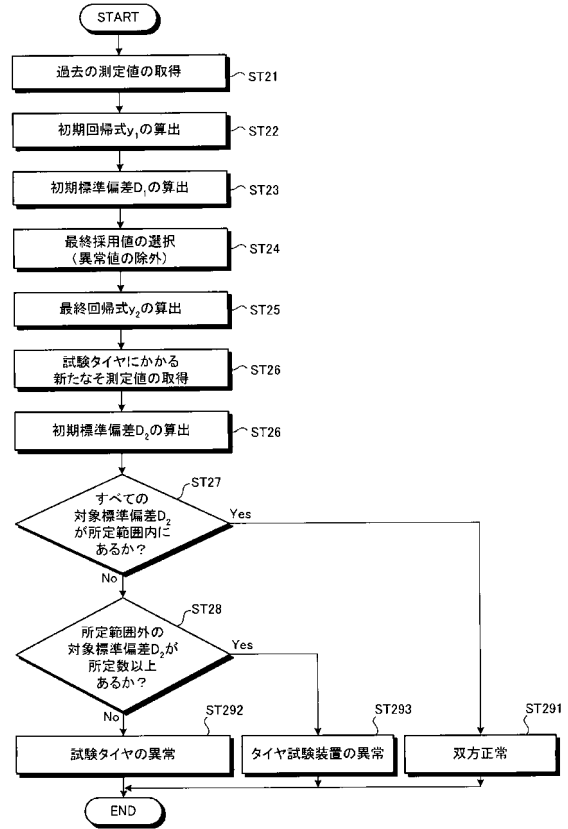 START
過去の測定値の取得
ST21
初期回帰式y1の算出
ST22
初期標準偏差D1の算出
ST23
最終採用値の選択
（異常値の除外）
ST24
最終回帰式y2の算出
ST25
試験タイヤにかかる
新たなそ測定値の取得
ST26
初期標準偏差D2の算出
ST26
ST27
すべての
対象標準偏差D2
が所定範囲内に
あるか？
Yes
No
ST28
所定範囲外の
対象標準偏差D2が
所定数以上
あるか？
Yes
No
ST292
試験タイヤの異常
ST293
タイヤ試験装置の異常
ST291
双方正常
END